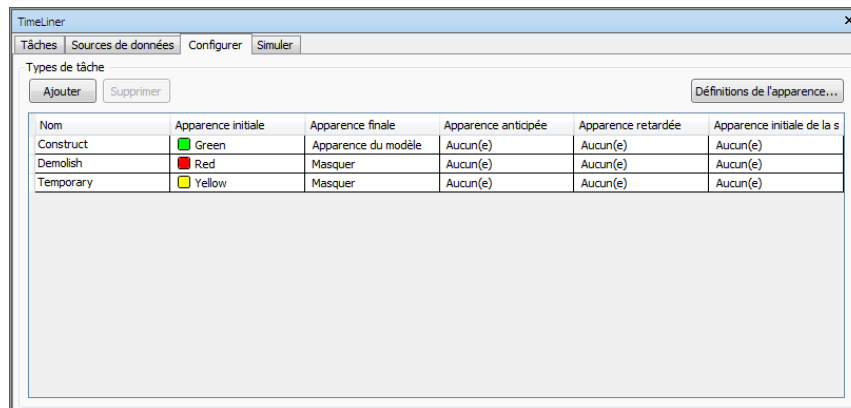 TimeLiner
Tâches Sources de données Configurer Simuler
Types de tâche
Ajouter Supprimer Définitions de l'apparence...
Nom Apparence initiale Apparence finale Apparence anticipée Apparence retardée Apparence initiale de la s
Construct Green Apparence du modèle Aucun(e) Aucun(e) Aucun(e)
Demolish Red Masquer Aucun(e) Aucun(e) Aucun(e)
Temporary Yellow Masquer Aucun(e) Aucun(e) Aucun(e)